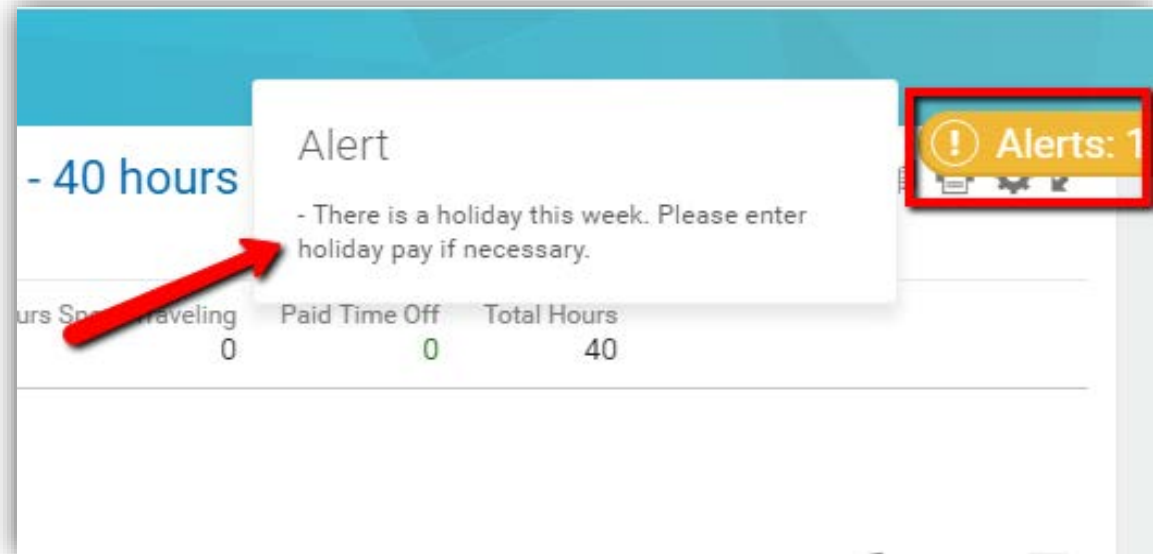 Alerts: 1
Alert
- 40 hours
- There is a holiday this week. Please enter
holiday pay if necessary.
Traveling Paid Time Off Total Hours
0 0 40